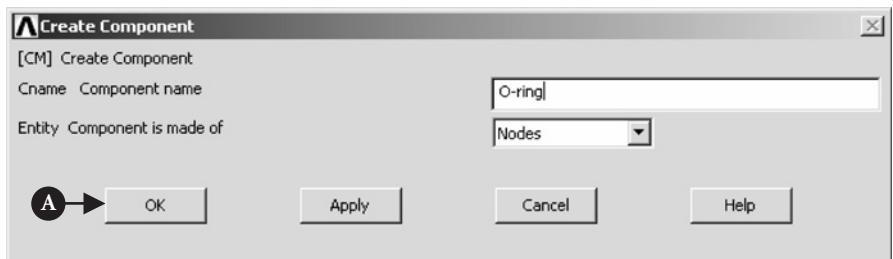 Create Component
[CM] Create Component
Cname Component name
O-ring
Entity Component is made of
Nodes
A OK Apply Cancel Help